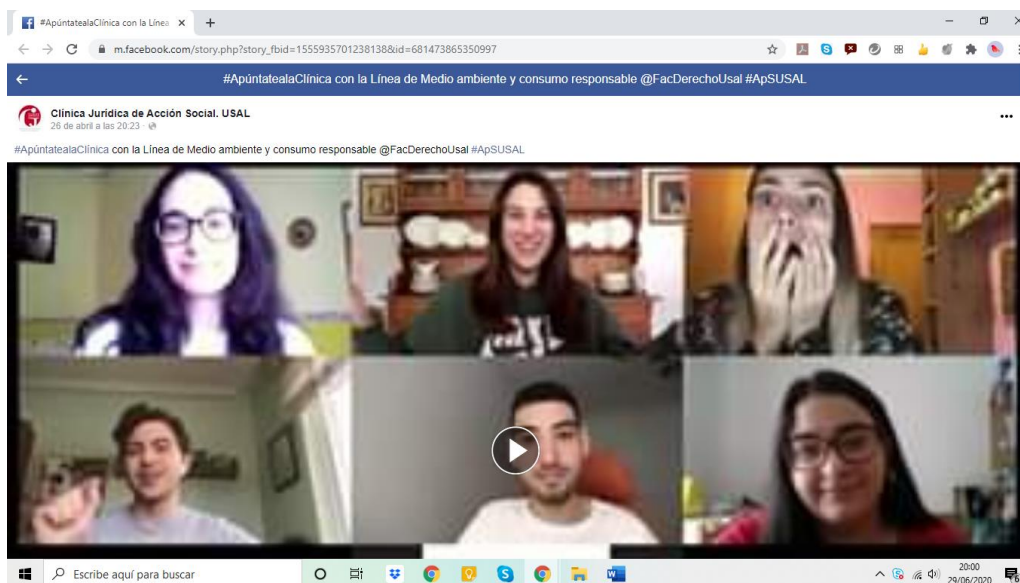 #ApúntatealaClínica con la Línea
m.facebook.com/story.php?story_fbid=1555935701238138&id=681473865350997
#ApúntatealaClínica con la Línea de Medio ambiente y consumo responsable @FacDerechoUsal #ApSUSAL
Clínica Jurídica de Acción Social. USAL
26 de abril a las 20:23 ·
#ApúntatealaClínica con la Línea de Medio ambiente y consumo responsable @FacDerechoUsal #ApSUSAL
Escribe aquí para buscar
20:00
29/06/2020